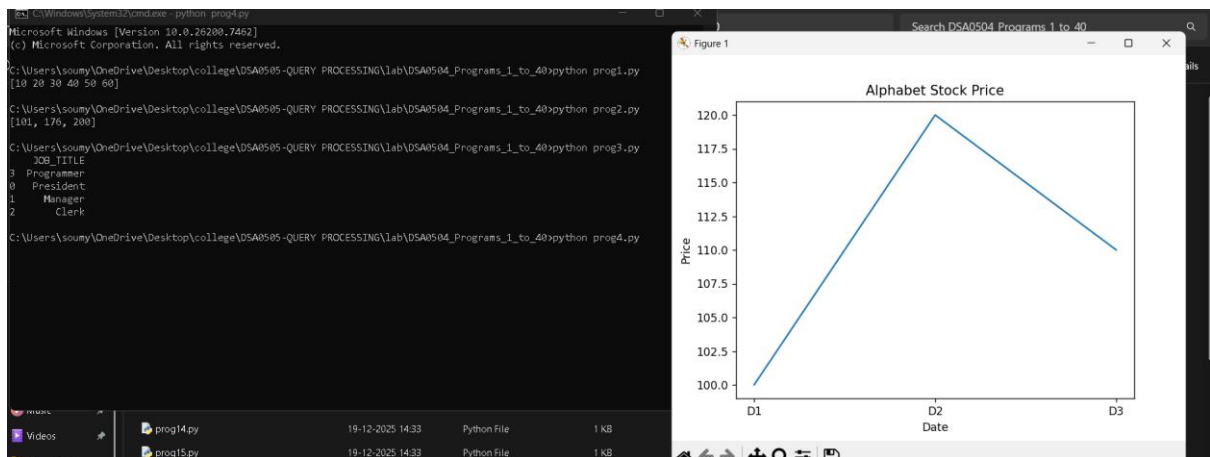 C:\Windows\System32\cmd.exe - python prog4.py
Microsoft Windows [Version 10.0.26200.7462]
(c) Microsoft Corporation. All rights reserved.
C:\Users\soumy\OneDrive\Desktop\college\DSA0505-QUERY PROCESSING\lab\DSA0504_Programs_1_to_40>python prog1.py
[10 20 30 40 50 60]
C:\Users\soumy\OneDrive\Desktop\college\DSA0505-QUERY PROCESSING\lab\DSA0504_Programs_1_to_40>python prog2.py
[101, 176, 200]
C:\Users\soumy\OneDrive\Desktop\college\DSA0505-QUERY PROCESSING\lab\DSA0504_Programs_1_to_40>python prog3.py
JOB_TITLE
3 Programmer
0 President
1 Manager
2 Clerk
C:\Users\soumy\OneDrive\Desktop\college\DSA0505-QUERY PROCESSING\lab\DSA0504_Programs_1_to_40>python prog4.py
Music
Videos
prog14.py 19-12-2025 14:33 Python File 1 KB
prog15.py 19-12-2025 14:33 Python File 1 KB
Search DSA0504_Programs_1_to_40
Figure 1
Alphabet Stock Price
120.0
117.5
115.0
112.5
110.0
107.5
105.0
102.5
100.0
Price
D1 D2 D3
Date